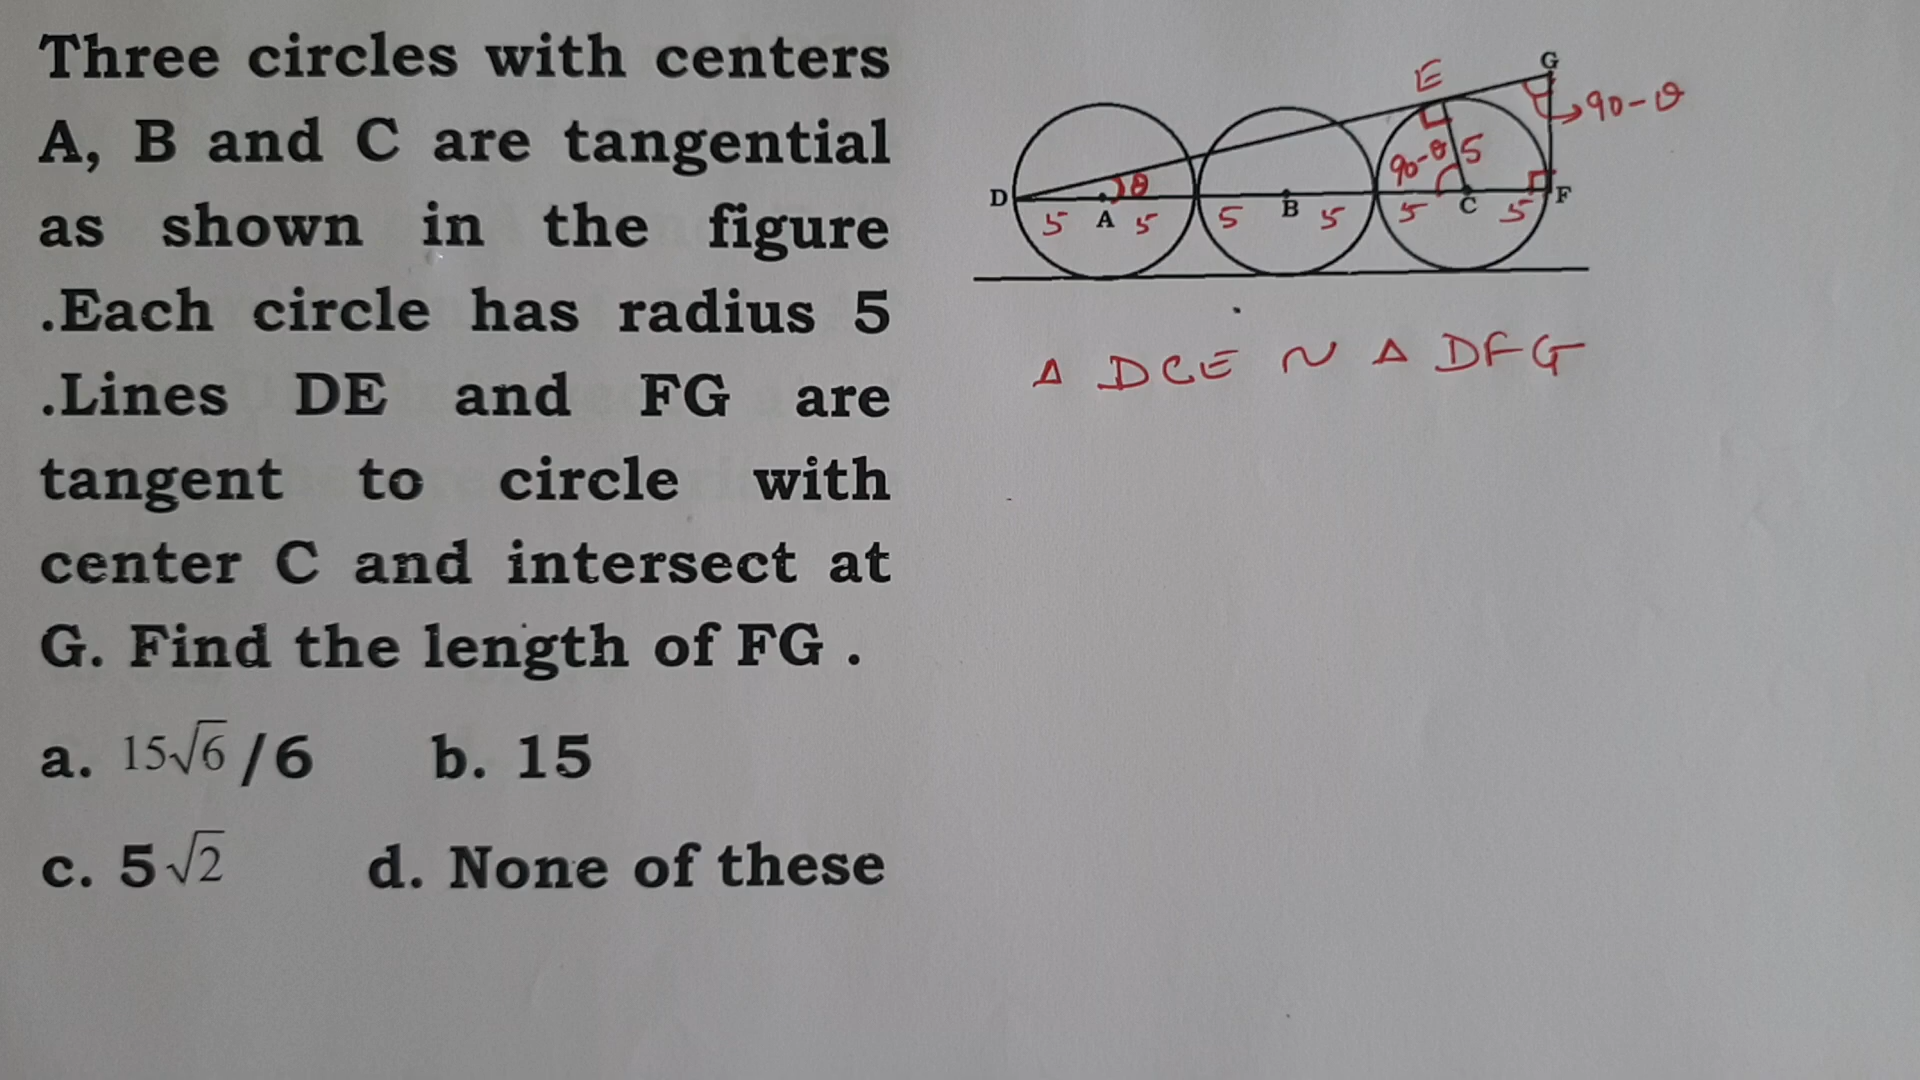 Three circles with centers
A, B and C are tangential
as shown in the figure
.Each circle has radius 5
.Lines DE and FG are
tangent to circle with
center C and intersect at
G. Find the length of FG .
a. 15√6 /6 b. 15
c. 5√2 d. None of these
E G
90-θ
90-θ 5
D θ F
5 A 5 5 B 5 5 C 5
Δ DCE ~ Δ DFG